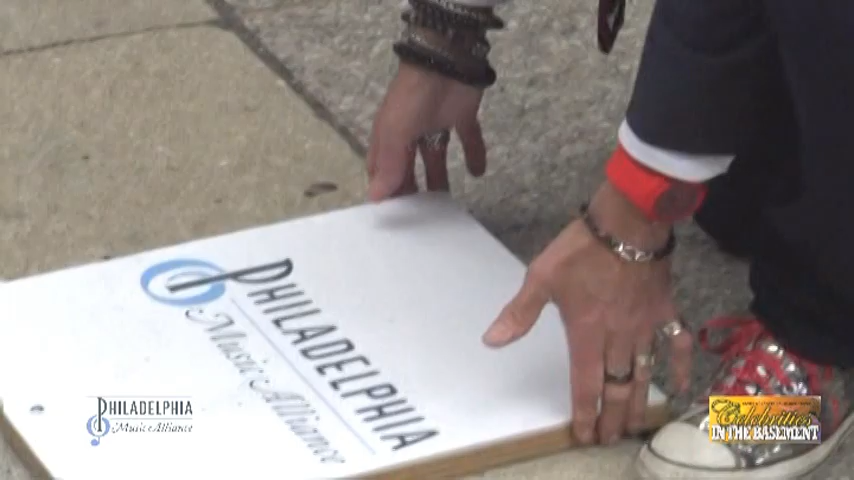 PHILADELPHIA
Music Alliance
PHILADELPHIA
Music Alliance
Celebrities
IN THE BASEMENT